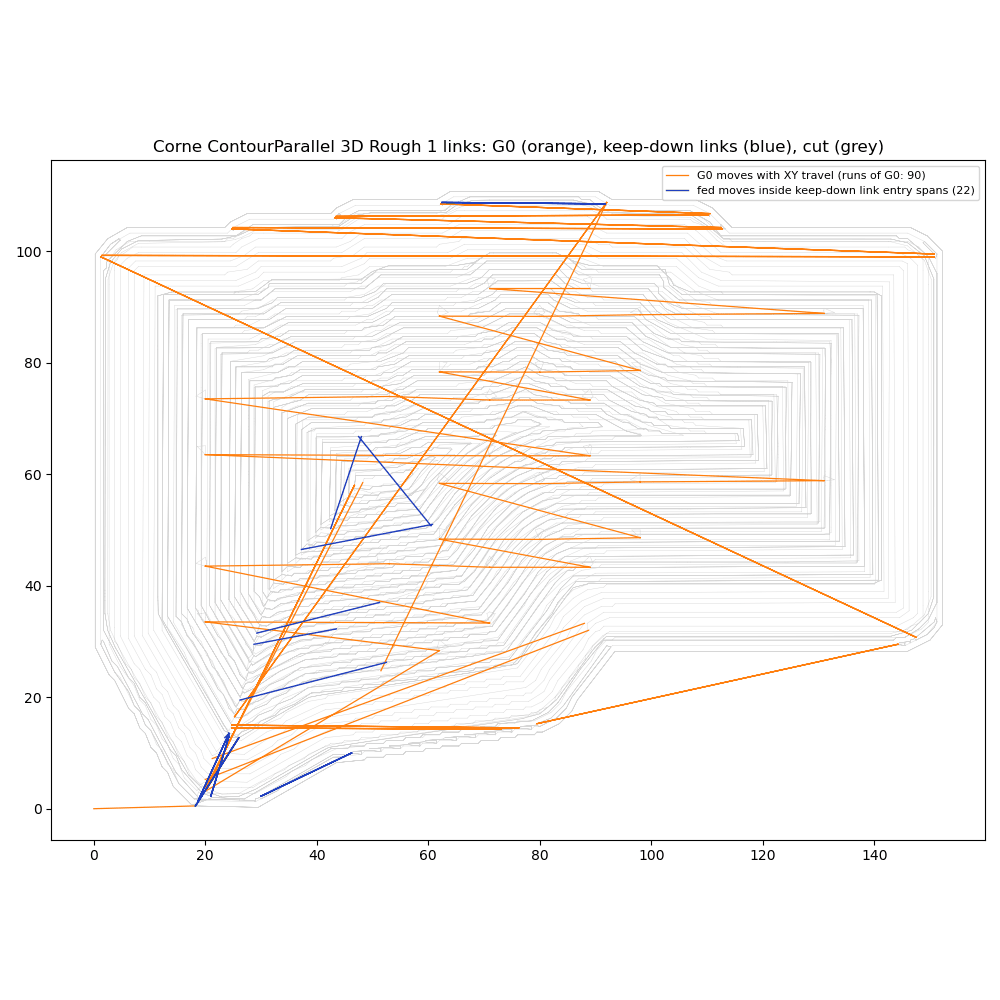 Corne ContourParallel 3D Rough 1 links: G0 (orange), keep-down links (blue), cut (grey)
G0 moves with XY travel (runs of G0: 90)
fed moves inside keep-down link entry spans (22)
100
80
60
40
20
0
0 20 40 60 80 100 120 140